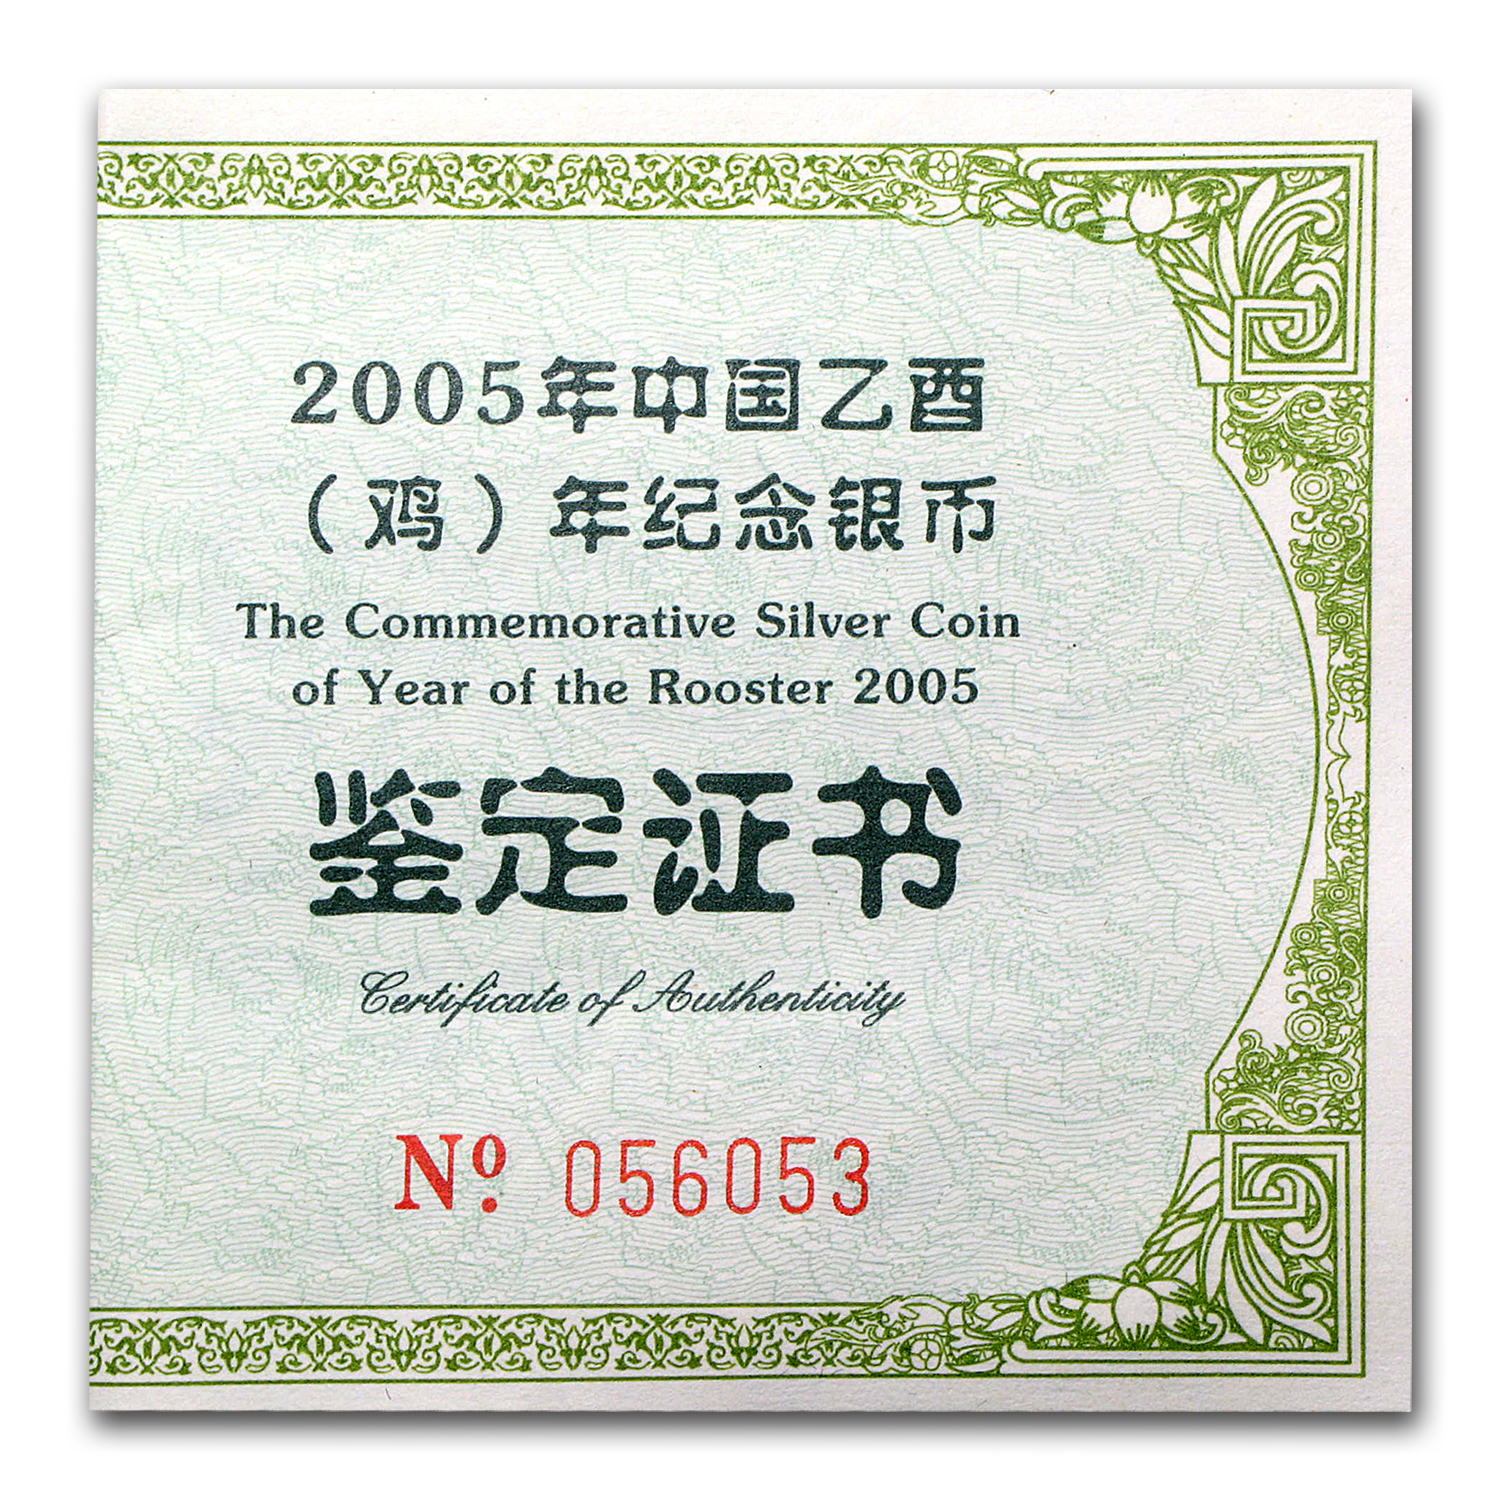 2005年中国乙酉
（鸡）年纪念银币
The Commemorative Silver Coin
of Year of the Rooster 2005
鉴定证书
Certificate of Authenticity
Nº. 056053